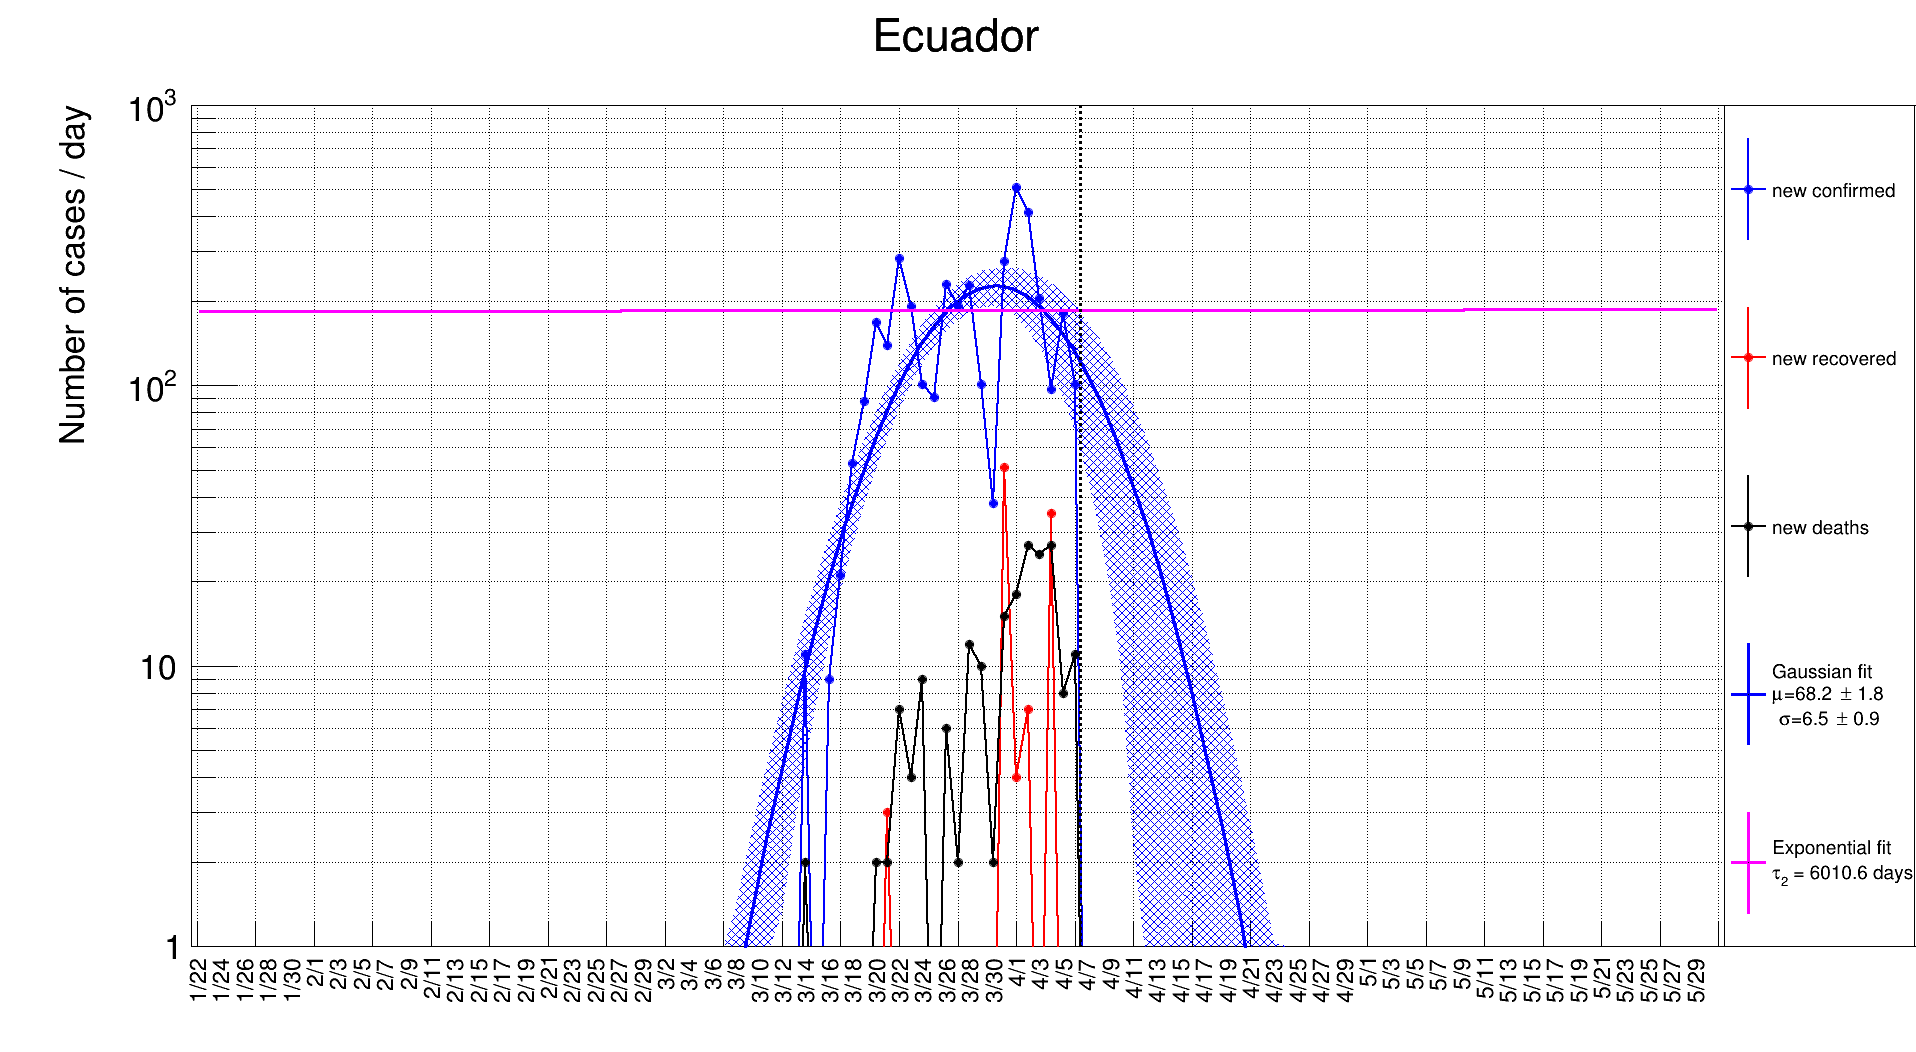 Ecuador
Number of cases / day
10³
10²
10
1
1/22 1/24 1/26 1/28 1/30 2/1 2/3 2/5 2/7 2/9 2/11 2/13 2/15 2/17 2/19 2/21 2/23 2/25 2/27 2/29 3/2 3/4 3/6 3/8 3/10 3/12 3/14 3/16 3/18 3/20 3/22 3/24 3/26 3/28 3/30 4/1 4/3 4/5 4/7 4/9 4/11 4/13 4/15 4/17 4/19 4/21 4/23 4/25 4/27 4/29 5/1 5/3 5/5 5/7 5/9 5/11 5/13 5/15 5/17 5/19 5/21 5/23 5/25 5/27 5/29
new confirmed
new recovered
new deaths
Gaussian fit
μ=68.2 ± 1.8
σ=6.5 ± 0.9
Exponential fit
τ₂ = 6010.6 days